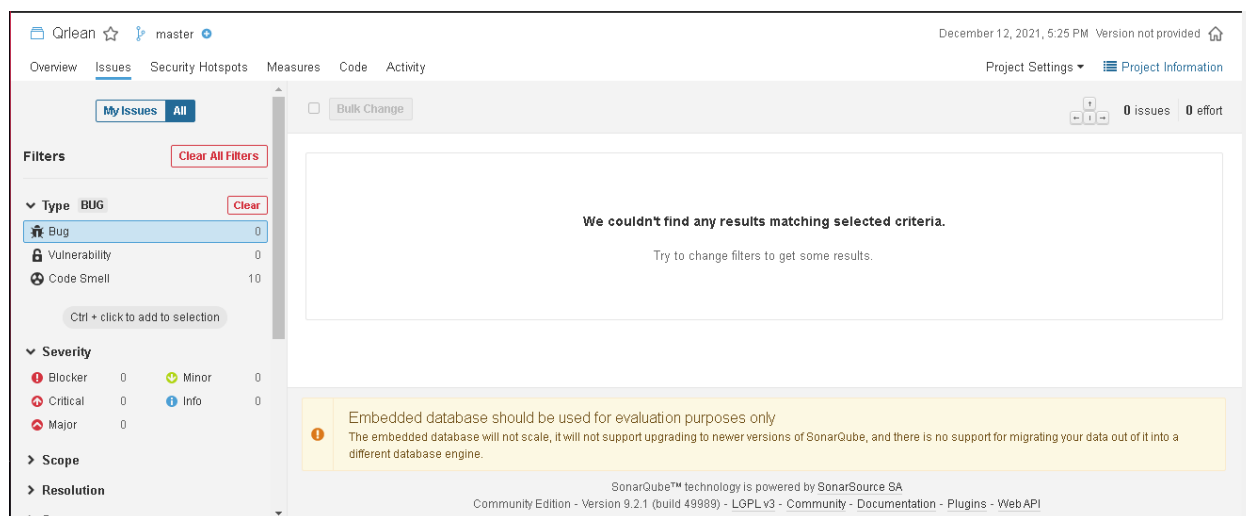 Qrlean master
December 12, 2021, 5:25 PM Version not provided
Overview Issues Security Hotspots Measures Code Activity
Project Settings Project Information
My Issues All
Bulk Change
0 issues 0 effort
Filters Clear All Filters
Type BUG Clear
Bug 0
Vulnerability 0
Code Smell 10
Ctrl + click to add to selection
Severity
Blocker 0 Minor 0
Critical 0 Info 0
Major 0
Scope
Resolution
We couldn't find any results matching selected criteria.
Try to change filters to get some results.
Embedded database should be used for evaluation purposes only
The embedded database will not scale, it will not support upgrading to newer versions of SonarQube, and there is no support for migrating your data out of it into a
different database engine.
SonarQube™ technology is powered by SonarSource SA
Community Edition - Version 9.2.1 (build 49989) - LGPL v3 - Community - Documentation - Plugins - Web API